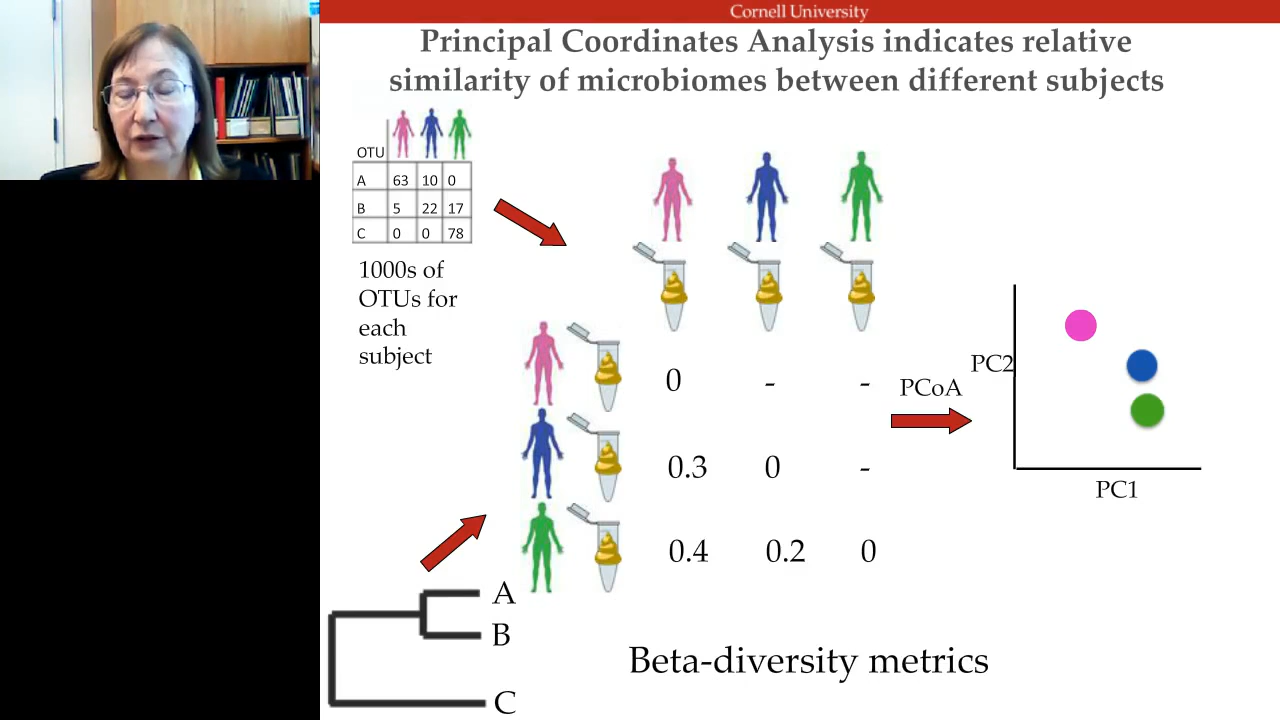 Cornell University
Principal Coordinates Analysis indicates relative
similarity of microbiomes between different subjects
OTU
A 63 10 0
B 5 22 17
C 0 0 78
1000s of
OTUs for
each
subject
0 - -
0.3 0 -
0.4 0.2 0
PCoA
PC2
PC1
A
B
C
Beta-diversity metrics